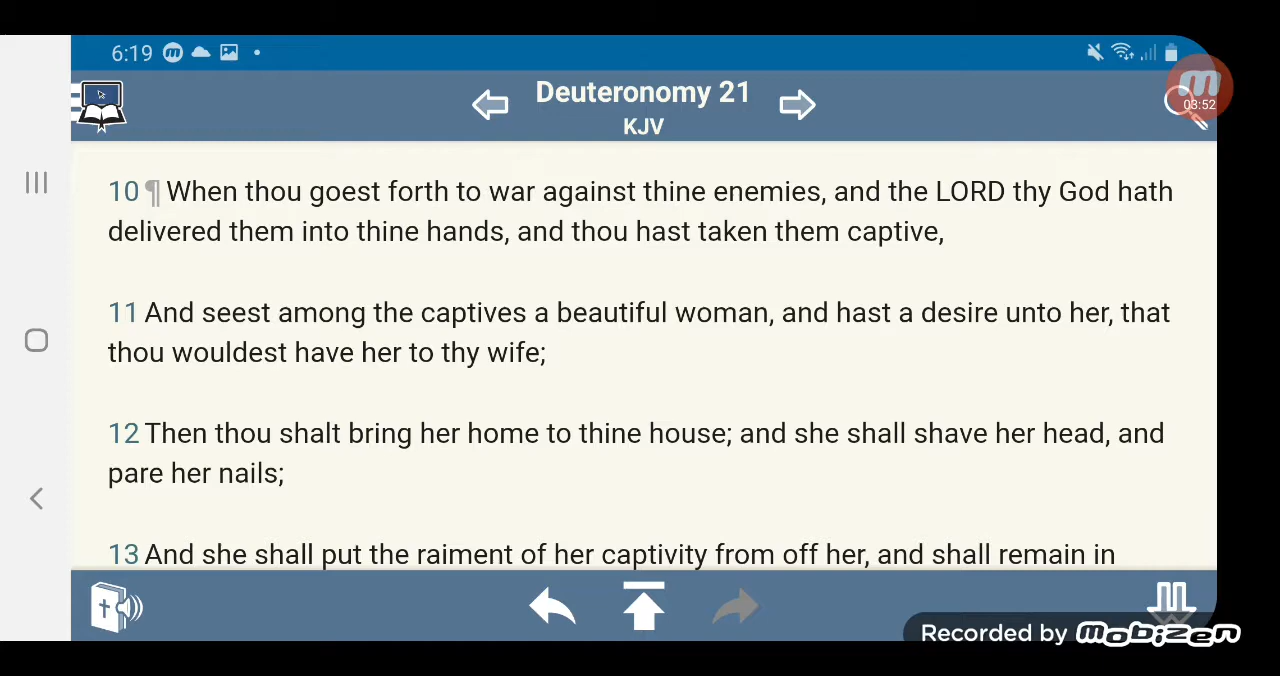 6:19
Deuteronomy 21
KJV
03:52
10 ¶ When thou goest forth to war against thine enemies, and the LORD thy God hath
delivered them into thine hands, and thou hast taken them captive,
11 And seest among the captives a beautiful woman, and hast a desire unto her, that
thou wouldest have her to thy wife;
12 Then thou shalt bring her home to thine house; and she shall shave her head, and
pare her nails;
13 And she shall put the raiment of her captivity from off her, and shall remain in
Recorded by mobizen